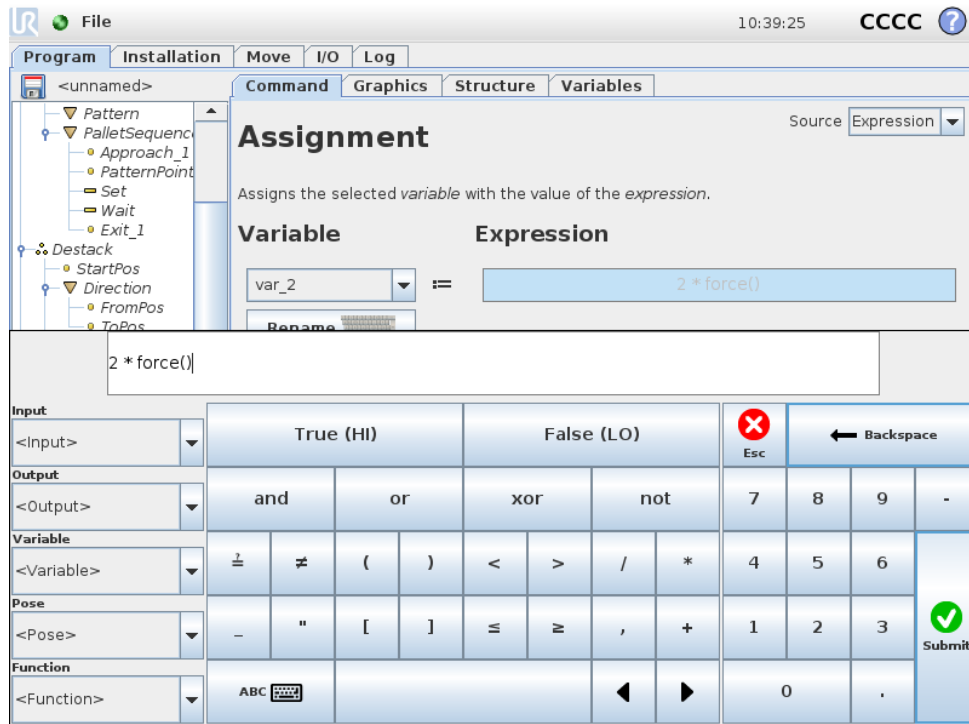 UR File 10:39:25 CCCC ?
Program Installation Move I/O Log
<unnamed> Command Graphics Structure Variables
Pattern
PalletSequenc
Approach_1
PatternPoint
Set
Wait
Exit_1
Destack
StartPos
Direction
FromPos
ToPos
Assignment Source Expression
Assigns the selected variable with the value of the expression.
Variable Expression
var_2 := 2 * force()
Rename
2 * force()
Input
<Input>
Output
<Output>
Variable
<Variable>
Pose
<Pose>
Function
<Function>
True (HI) False (LO) Esc Backspace
and or xor not 7 8 9 -
≟ ≠ ( ) < > / * 4 5 6
_ " [ ] ≤ ≥ , + 1 2 3 Submit
ABC 0 .